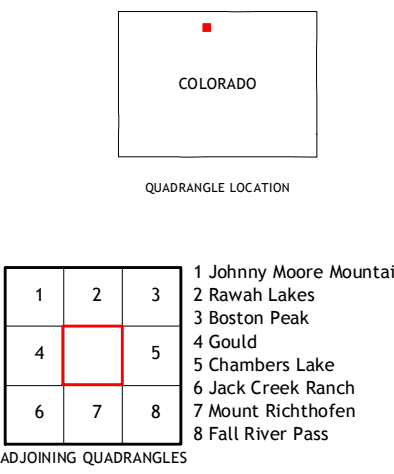 COLORADO
QUADRANGLE LOCATION
1 2 3
4 5
6 7 8
1 Johnny Moore Mountai
2 Rawah Lakes
3 Boston Peak
4 Gould
5 Chambers Lake
6 Jack Creek Ranch
7 Mount Richthofen
8 Fall River Pass
ADJOINING QUADRANGLES